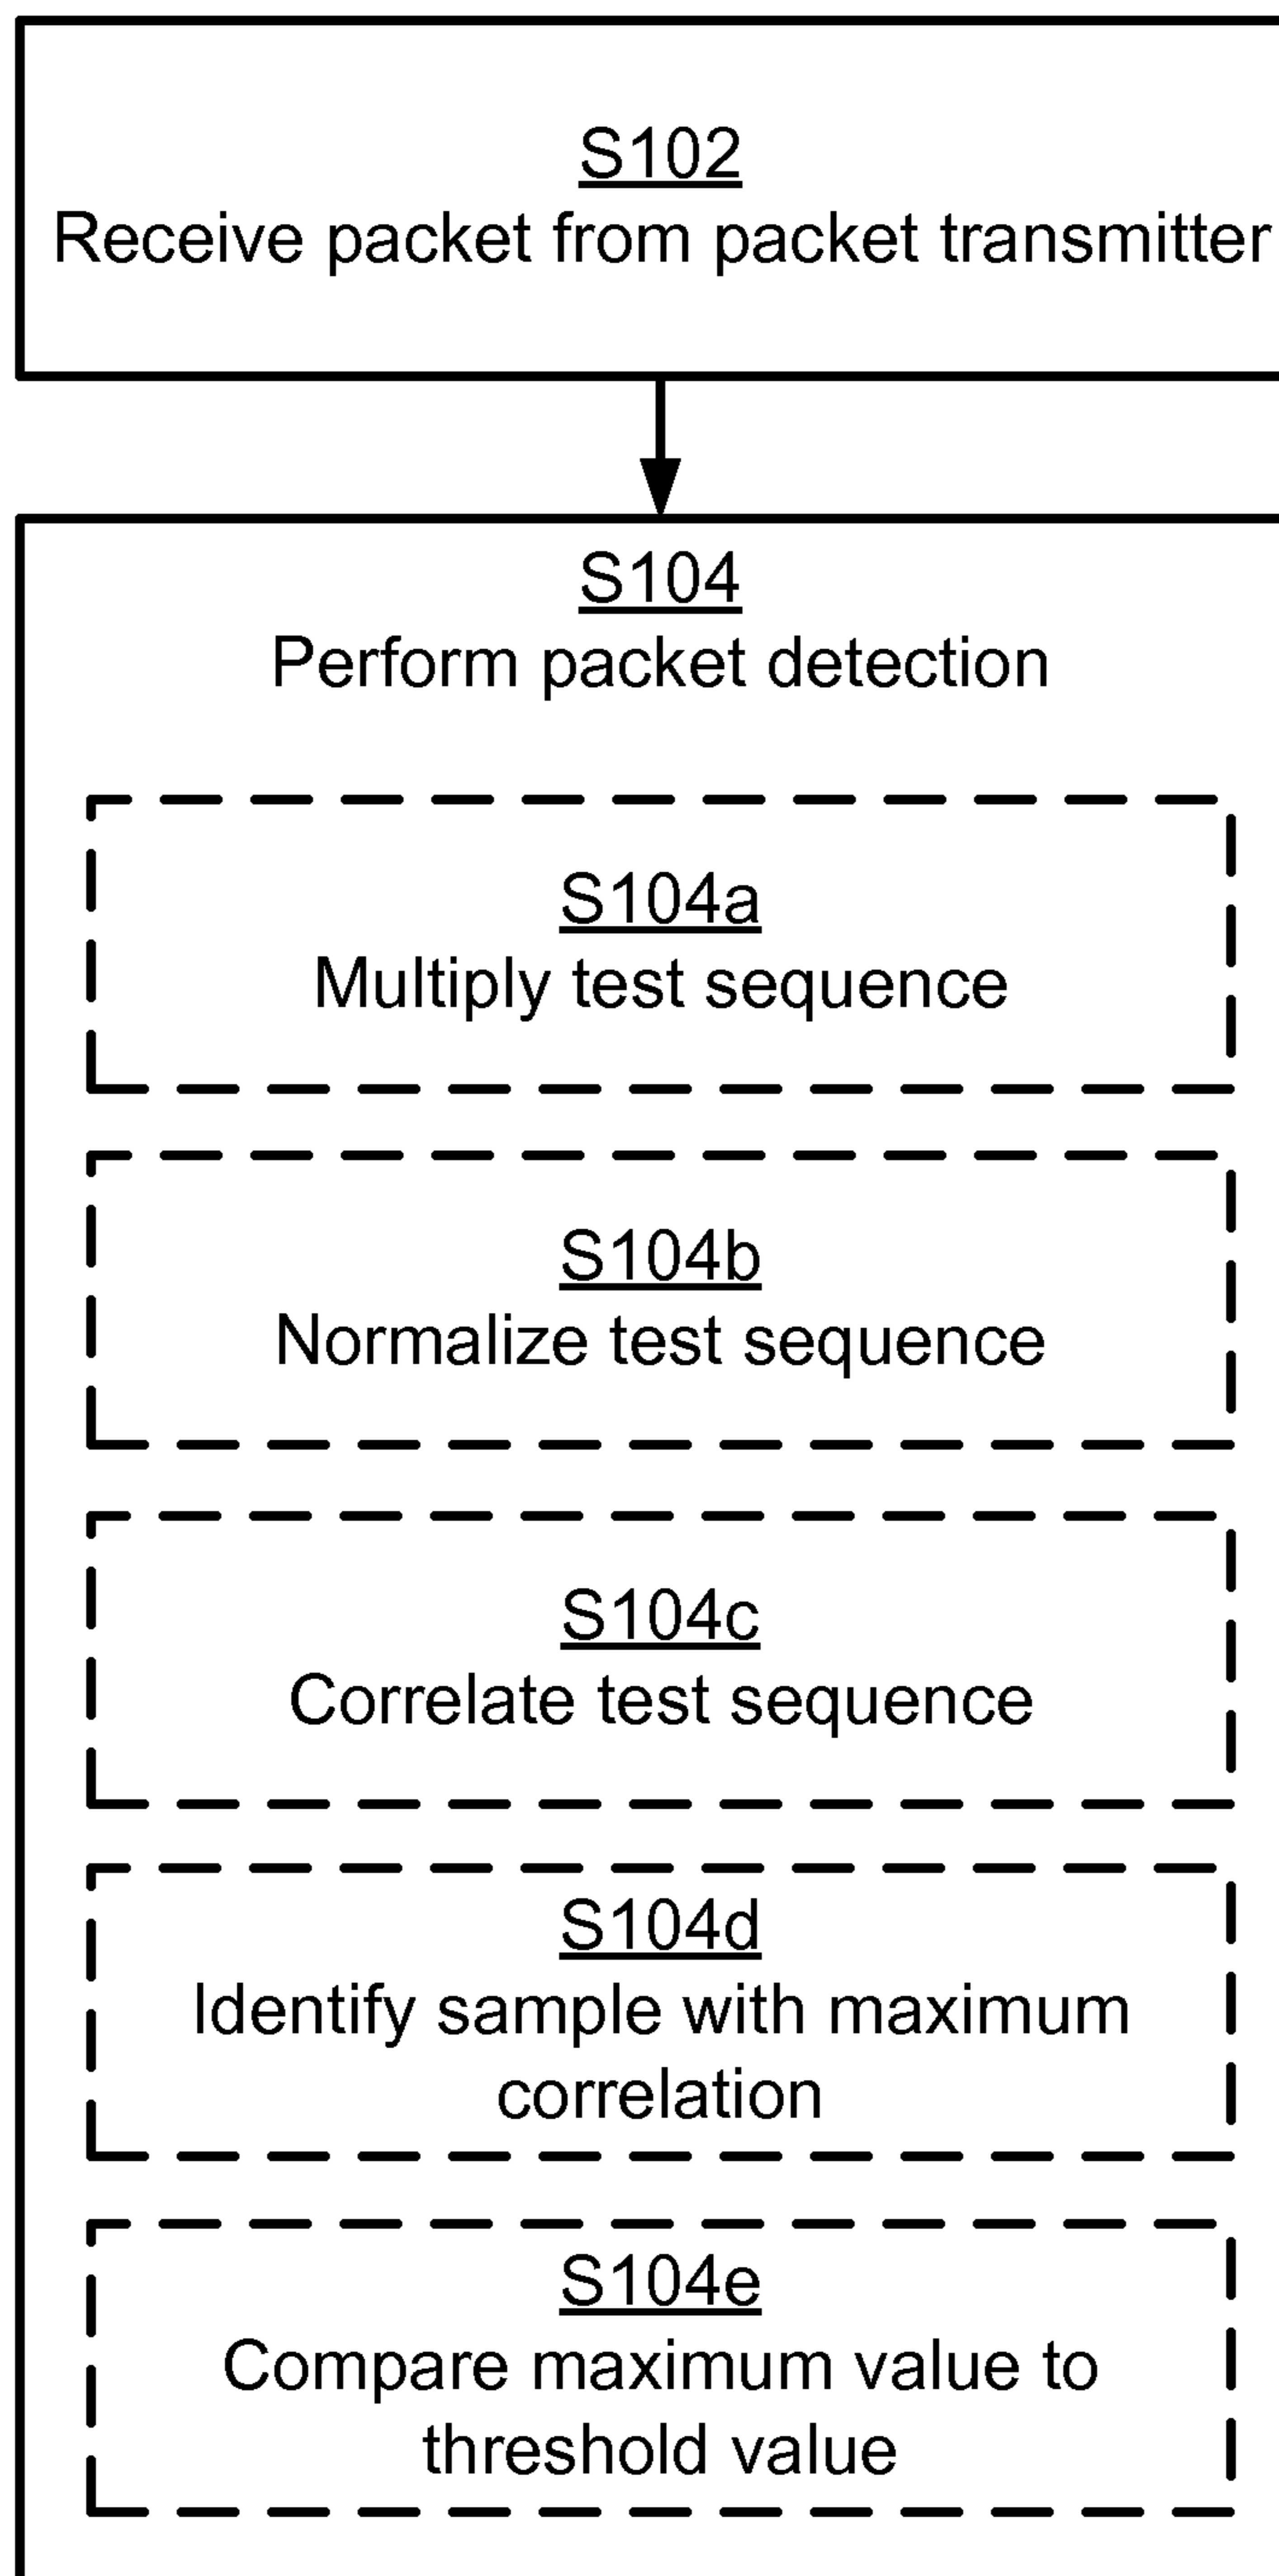 S102
Receive packet from packet transmitter
S104
Perform packet detection
S104a
Multiply test sequence
S104b
Normalize test sequence
S104c
Correlate test sequence
S104d
Identify sample with maximum
correlation
S104e
Compare maximum value to
threshold value